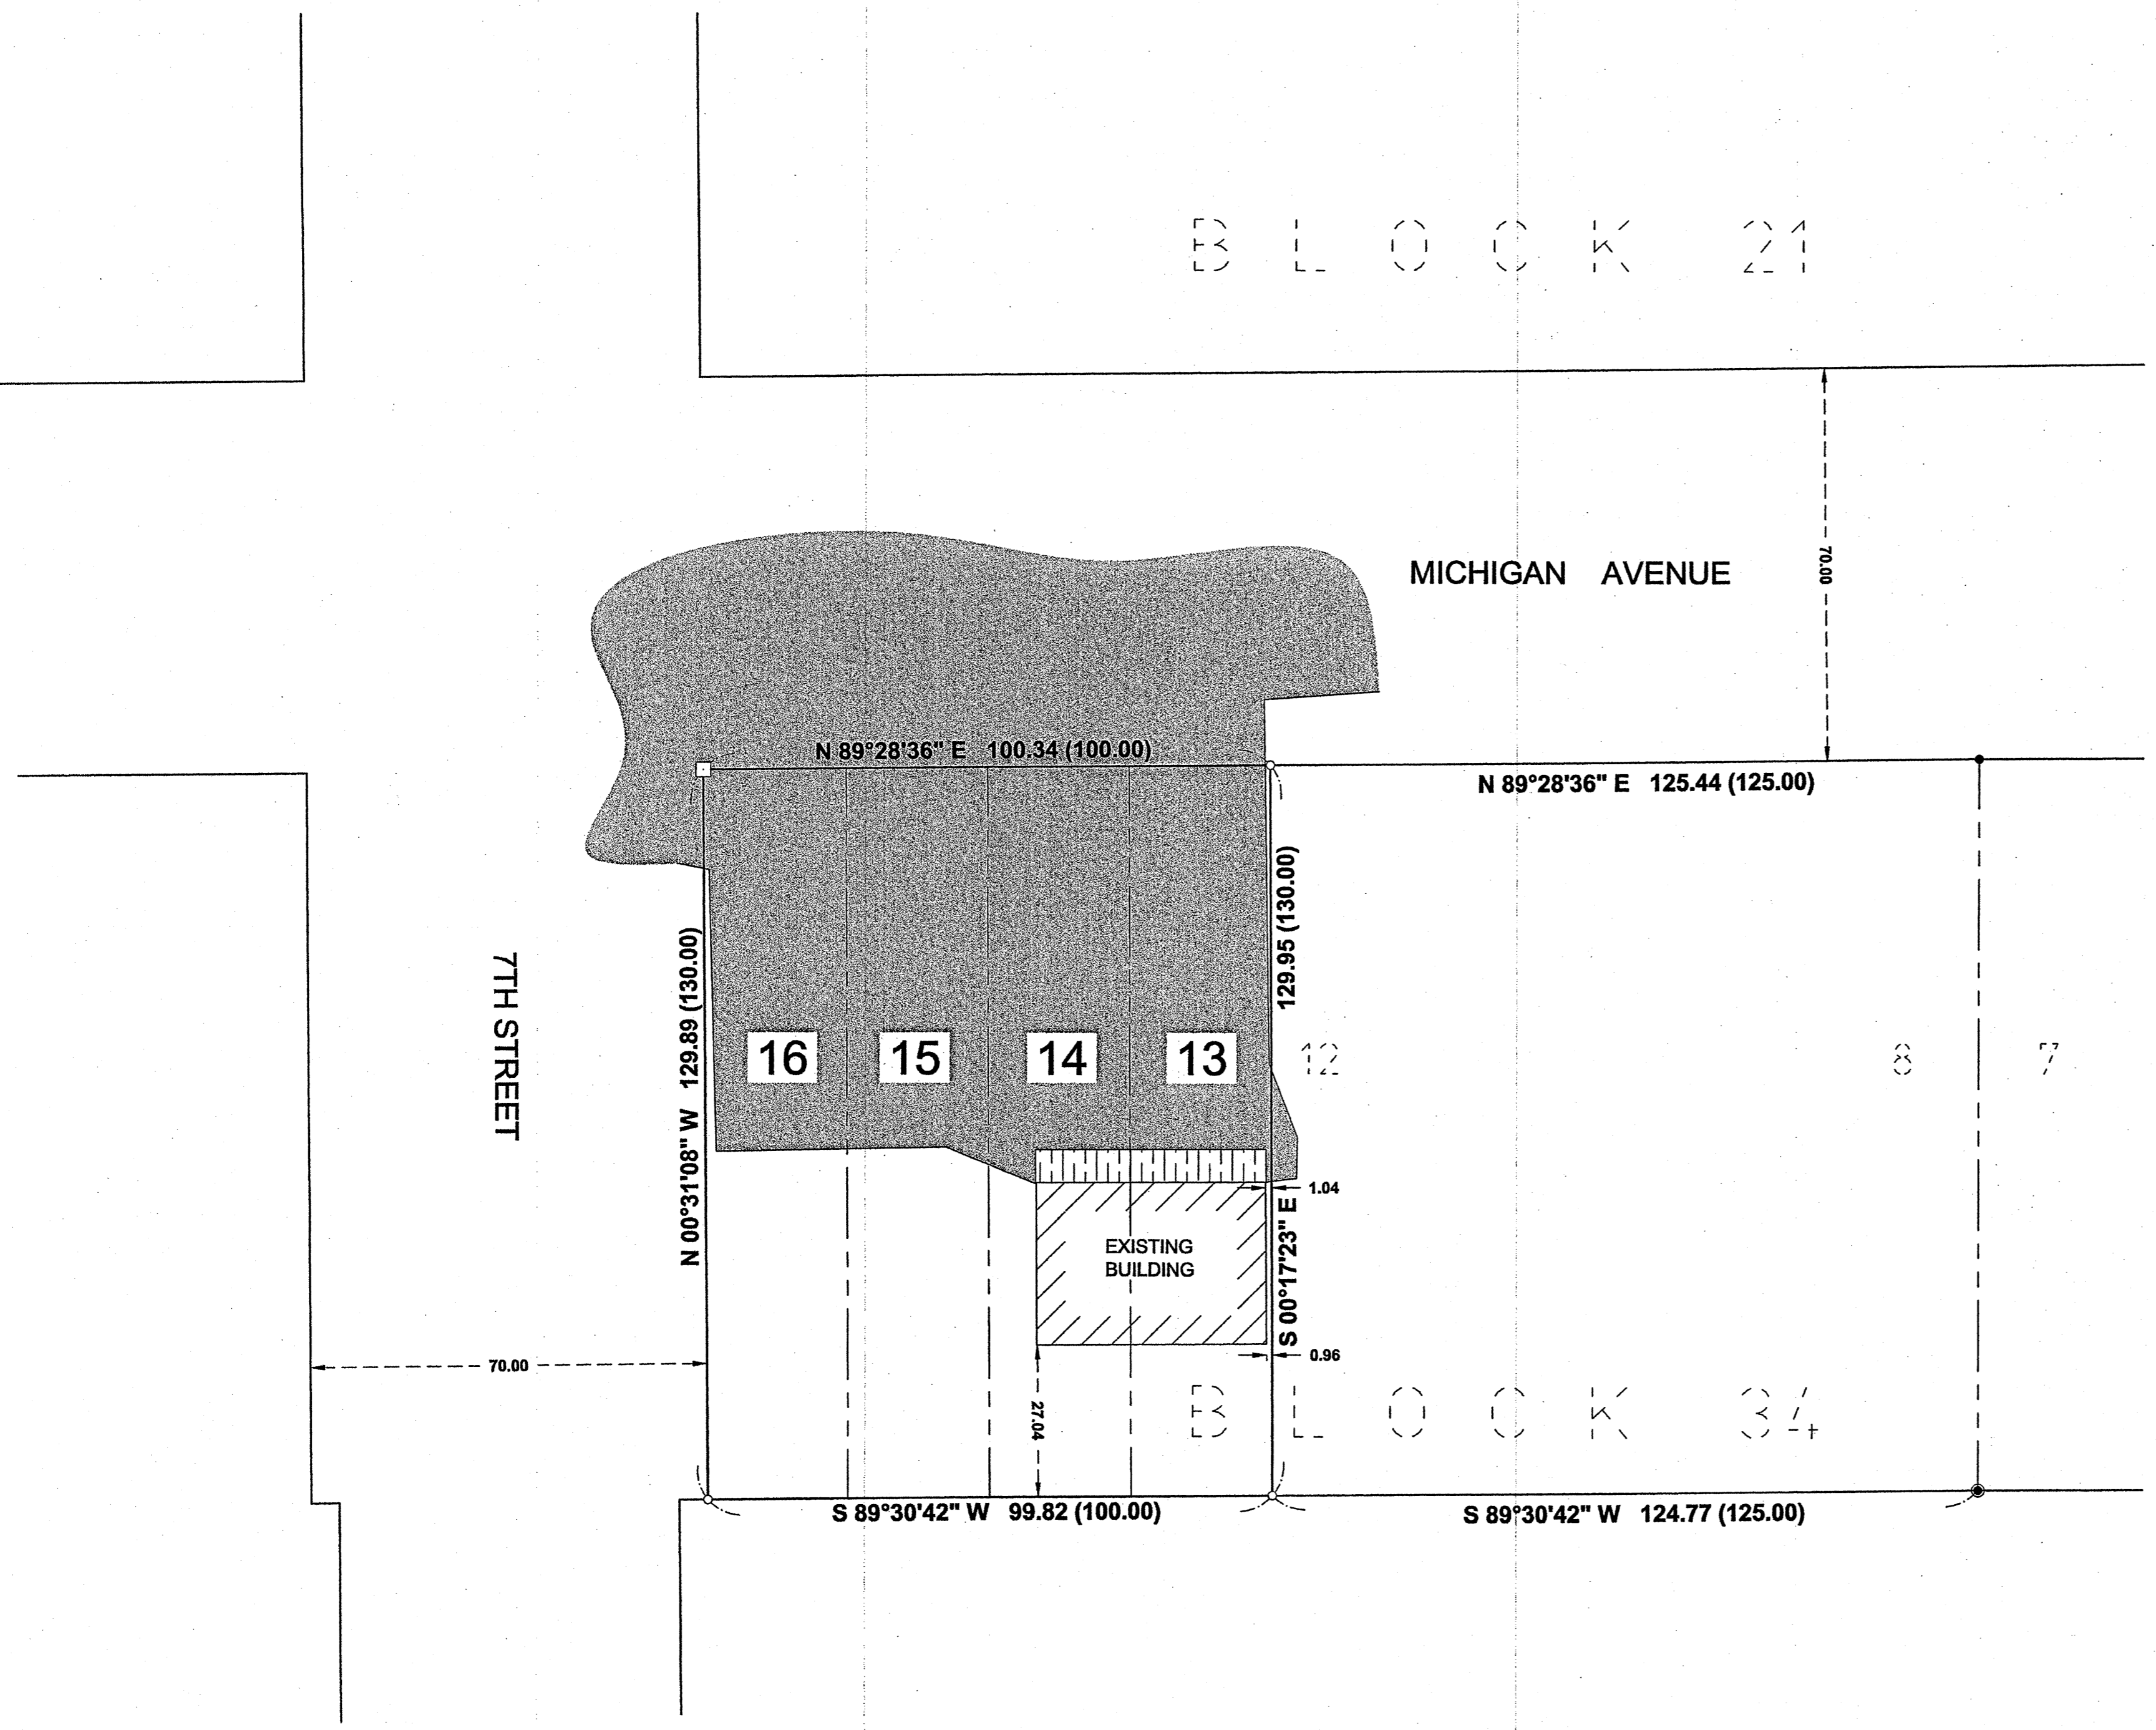 BLOCK 21
MICHIGAN AVENUE
70.00
N 89°28'36" E 100.34 (100.00)
N 89°28'36" E 125.44 (125.00)
129.95 (130.00)
S 00°17'23" E
N 00°31'08" W 129.89 (130.00)
7TH STREET
16
15
14
13
12
8
7
1.04
EXISTING
BUILDING
0.96
70.00
27.04
BLOCK 34
S 89°30'42" W 99.82 (100.00)
S 89°30'42" W 124.77 (125.00)